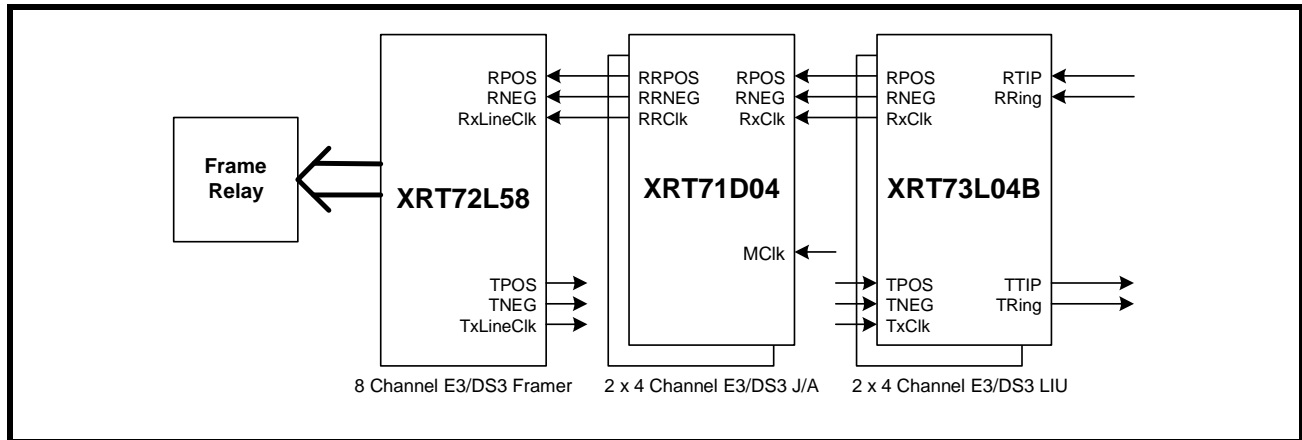 Frame
Relay
RPOS
RNEG
RxLineClk
XRT72L58
TPOS
TNEG
TxLineClk
8 Channel E3/DS3 Framer
RRPOS
RRNEG
RRClk
RPOS
RNEG
RxClk
XRT71D04
MClk
2 x 4 Channel E3/DS3 J/A
RPOS
RNEG
RxClk
RTIP
RRing
XRT73L04B
TPOS
TNEG
TxClk
TTIP
TRing
2 x 4 Channel E3/DS3 LIU